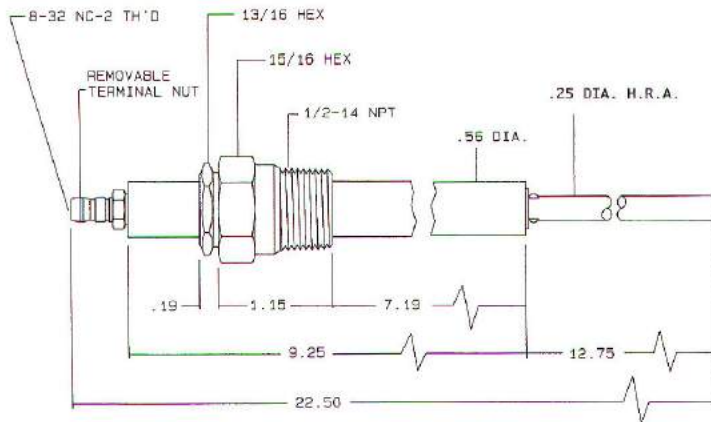 8-32 NC-2 TH'D
13/16 HEX
15/16 HEX
REMOVABLE
TERMINAL NUT
1/2-14 NPT
.25 DIA. H.R.A.
.56 DIA.
.19
1.15
7.19
9.25
12.75
22.50